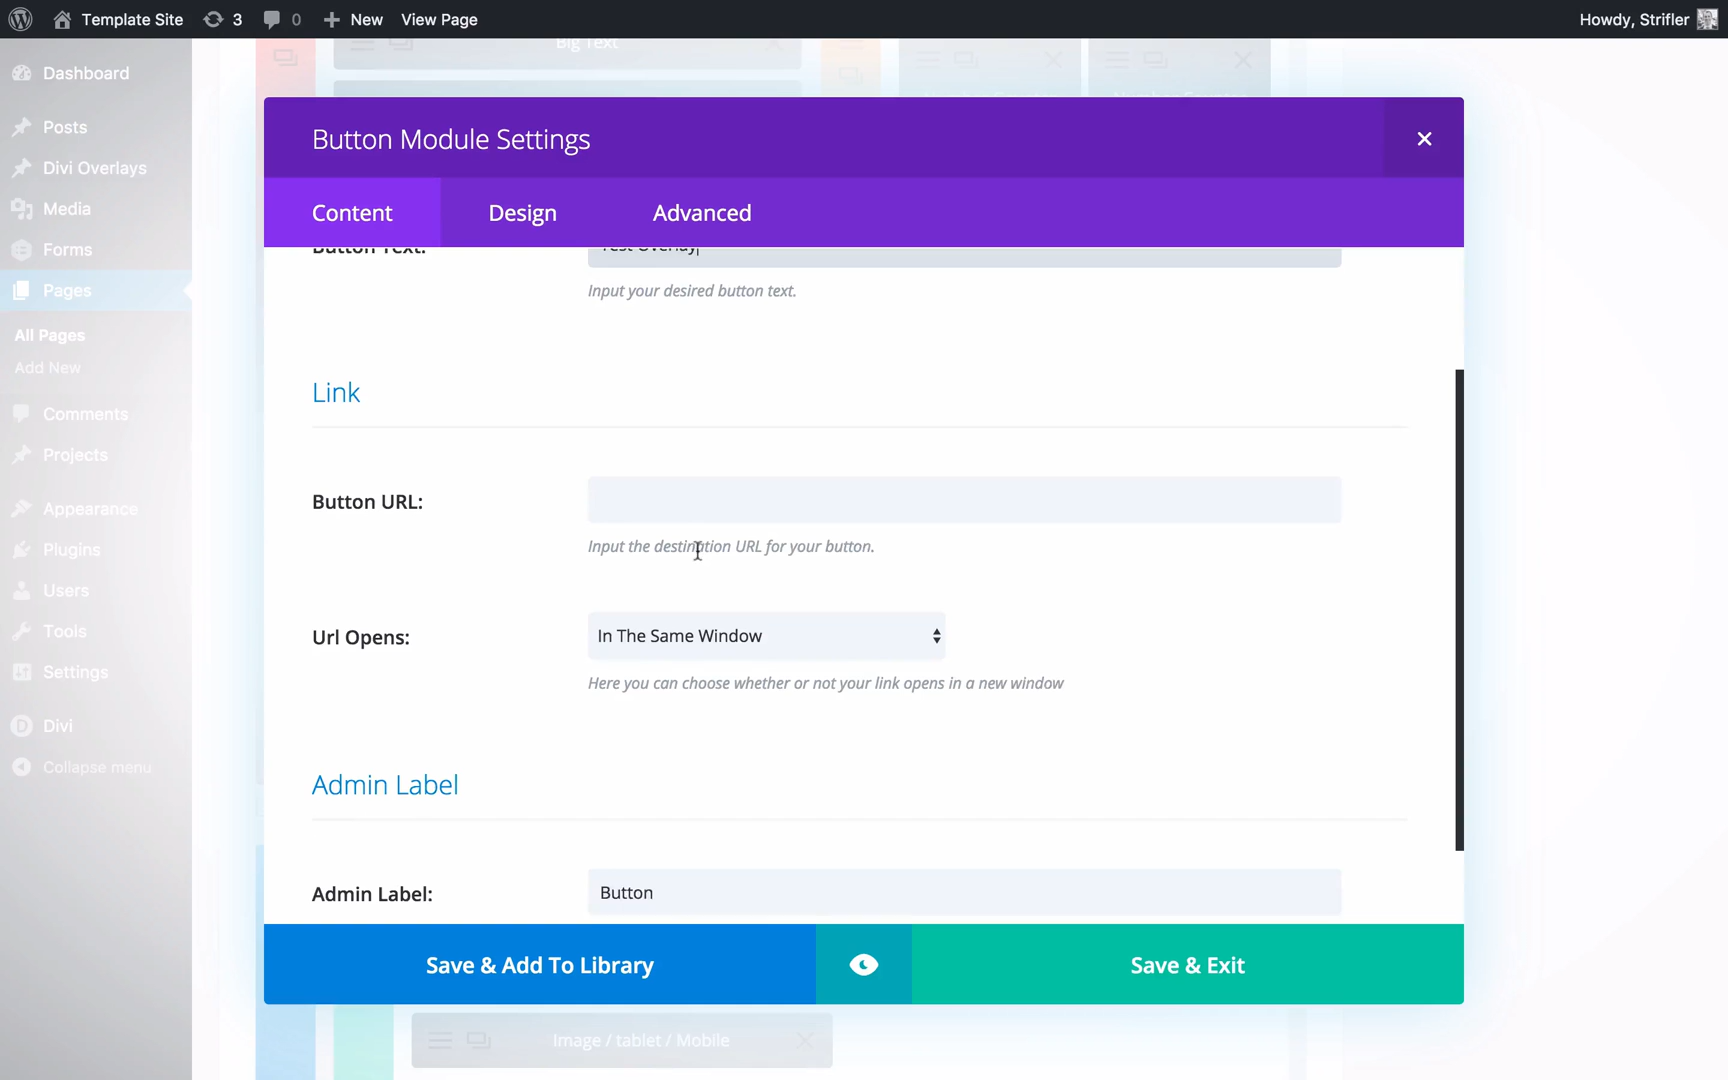 Template Site
3
0
New
View Page
Howdy, Strifler
Dashboard
Posts
Divi Overlays
Media
Forms
Pages
All Pages
Add New
Comments
Projects
Appearance
Plugins
Users
Tools
Settings
Divi
Collapse menu
Big Text
Button Module Settings
Content
Design
Advanced
Button Text:
Test Overlay
Input your desired button text.
Link
Button URL:
Input the destination URL for your button.
Url Opens:
In The Same Window
Here you can choose whether or not your link opens in a new window
Admin Label
Admin Label:
Button
Save & Add To Library
Save & Exit
Image / tablet / Mobile